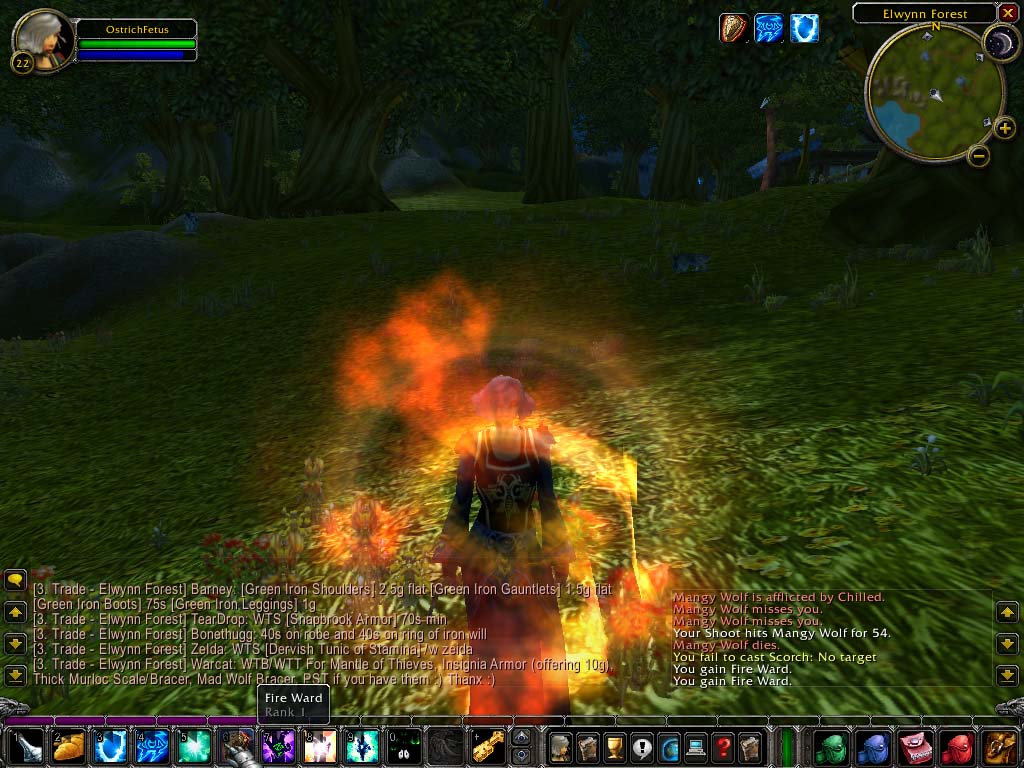 OstrichFetus
22
Elwynn Forest
N
[3. Trade - Elwynn Forest] Barney: [Green Iron Shoulders] 2.5g flat [Green Iron Gauntlets] 1.5g flat
[Green Iron Boots] 75s [Green Iron Leggings] 1g
[3. Trade - Elwynn Forest] TearDrop: WTS [Snapbrook Armor] 70s min
[3. Trade - Elwynn Forest] Bonethugg: 40s on robe and 40s on ring of iron will
[3. Trade - Elwynn Forest] Zelda: WTS [Dervish Tunic of Stamina] /w zelda
[3. Trade - Elwynn Forest] Warcat: WTB/WTT For Mantle of Thieves, Insignia Armor (offering 10g),
Thick Murloc Scale/Bracer, Mad Wolf Bracer, PST if you have them :) Thanx :)
Mangy Wolf is afflicted by Chilled.
Mangy Wolf misses you.
Mangy Wolf misses you.
Your Shoot hits Mangy Wolf for 54.
Mangy Wolf dies.
You fail to cast Scorch: No target
You gain Fire Ward.
You gain Fire Ward.
Fire Ward
Rank 1